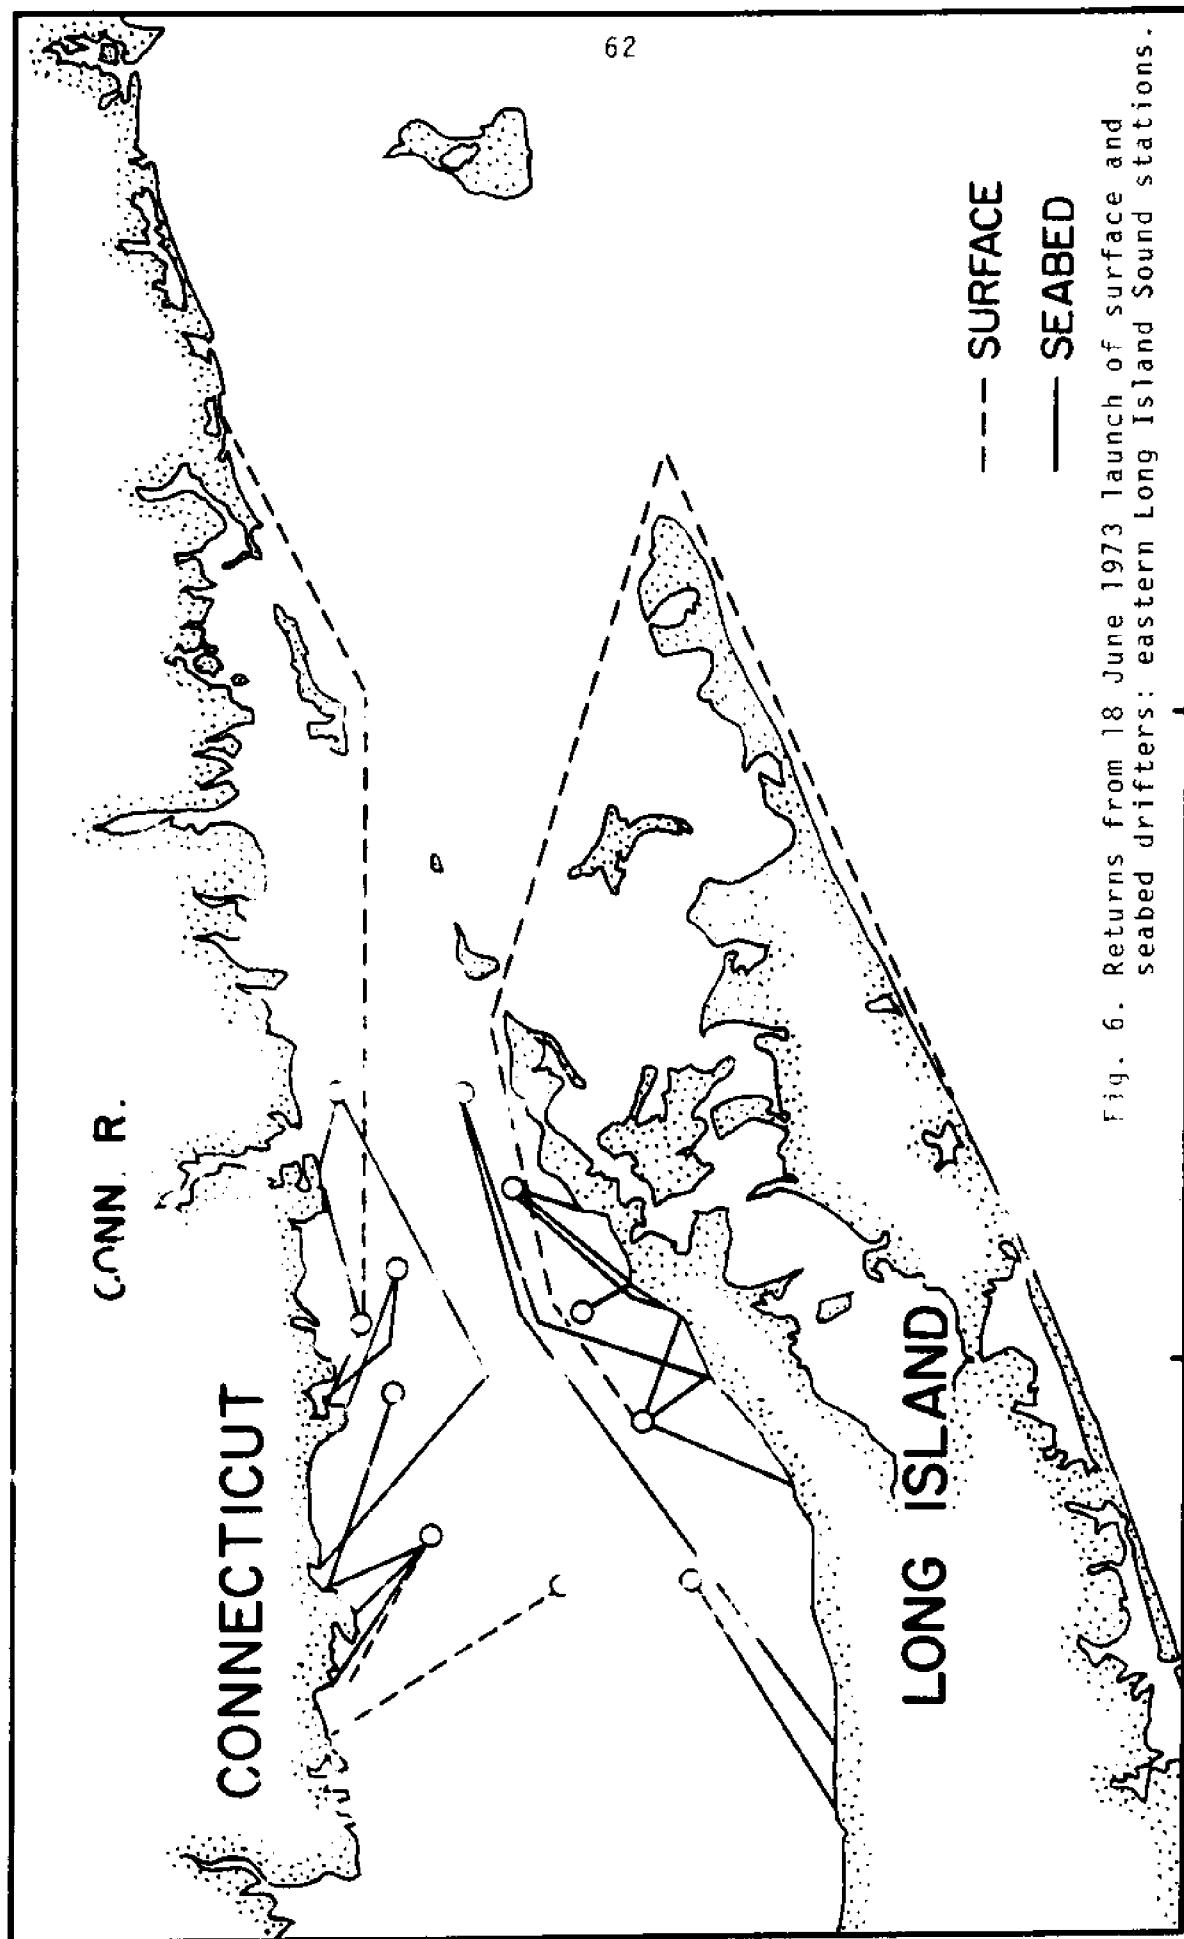 62
CONN R.
CONNECTICUT
LONG ISLAND
--- SURFACE
— SEABED
Fig. 6. Returns from 18 June 1973 launch of surface and
seabed drifters: eastern Long Island Sound stations.